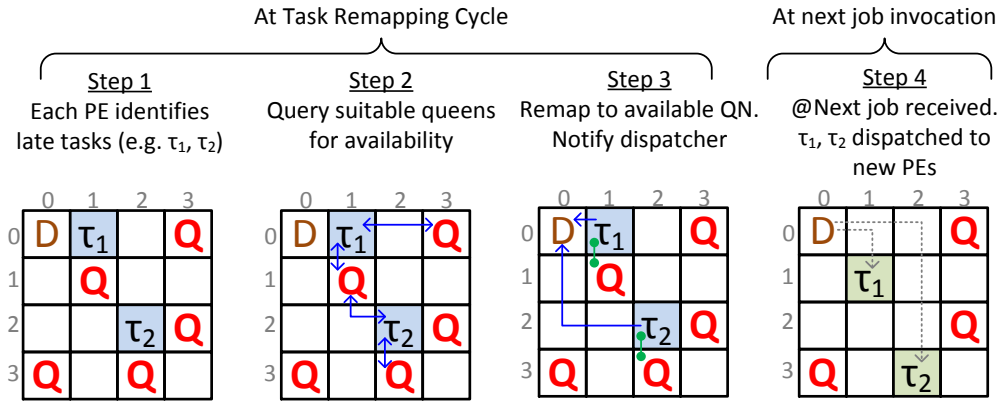 At Task Remapping Cycle
At next job invocation
Step 1
Each PE identifies
late tasks (e.g. τ₁, τ₂)
Step 2
Query suitable queens
for availability
Step 3
Remap to available QN.
Notify dispatcher
Step 4
@Next job received.
τ₁, τ₂ dispatched to
new PEs
0 1 2 3
0 D τ₁ Q
1 Q
2 τ₂ Q
3 Q Q
0 1 2 3
0 D τ₁ Q
1 Q
2 τ₂ Q
3 Q Q
0 1 2 3
0 D τ₁ Q
1 Q
2 τ₂ Q
3 Q Q
0 1 2 3
0 D Q
1 τ₁
2 Q
3 Q τ₂